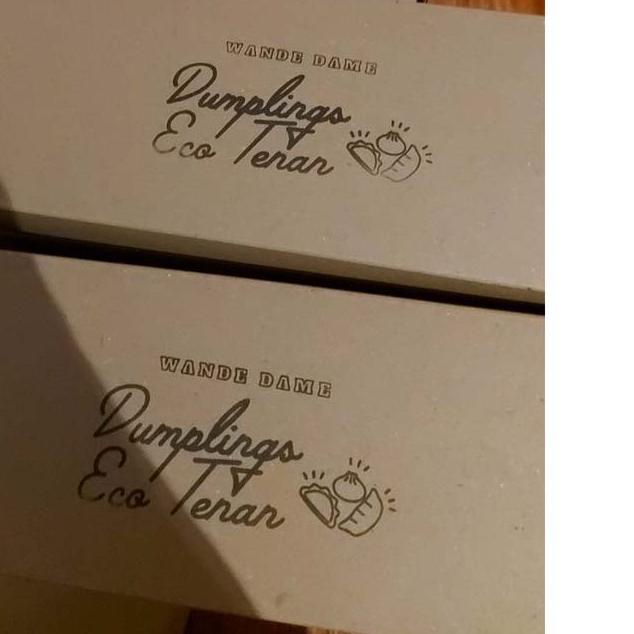 WANDE DAME
Dumplings
Eco Tenan
WANDE DAME
Dumplings
Eco Tenan